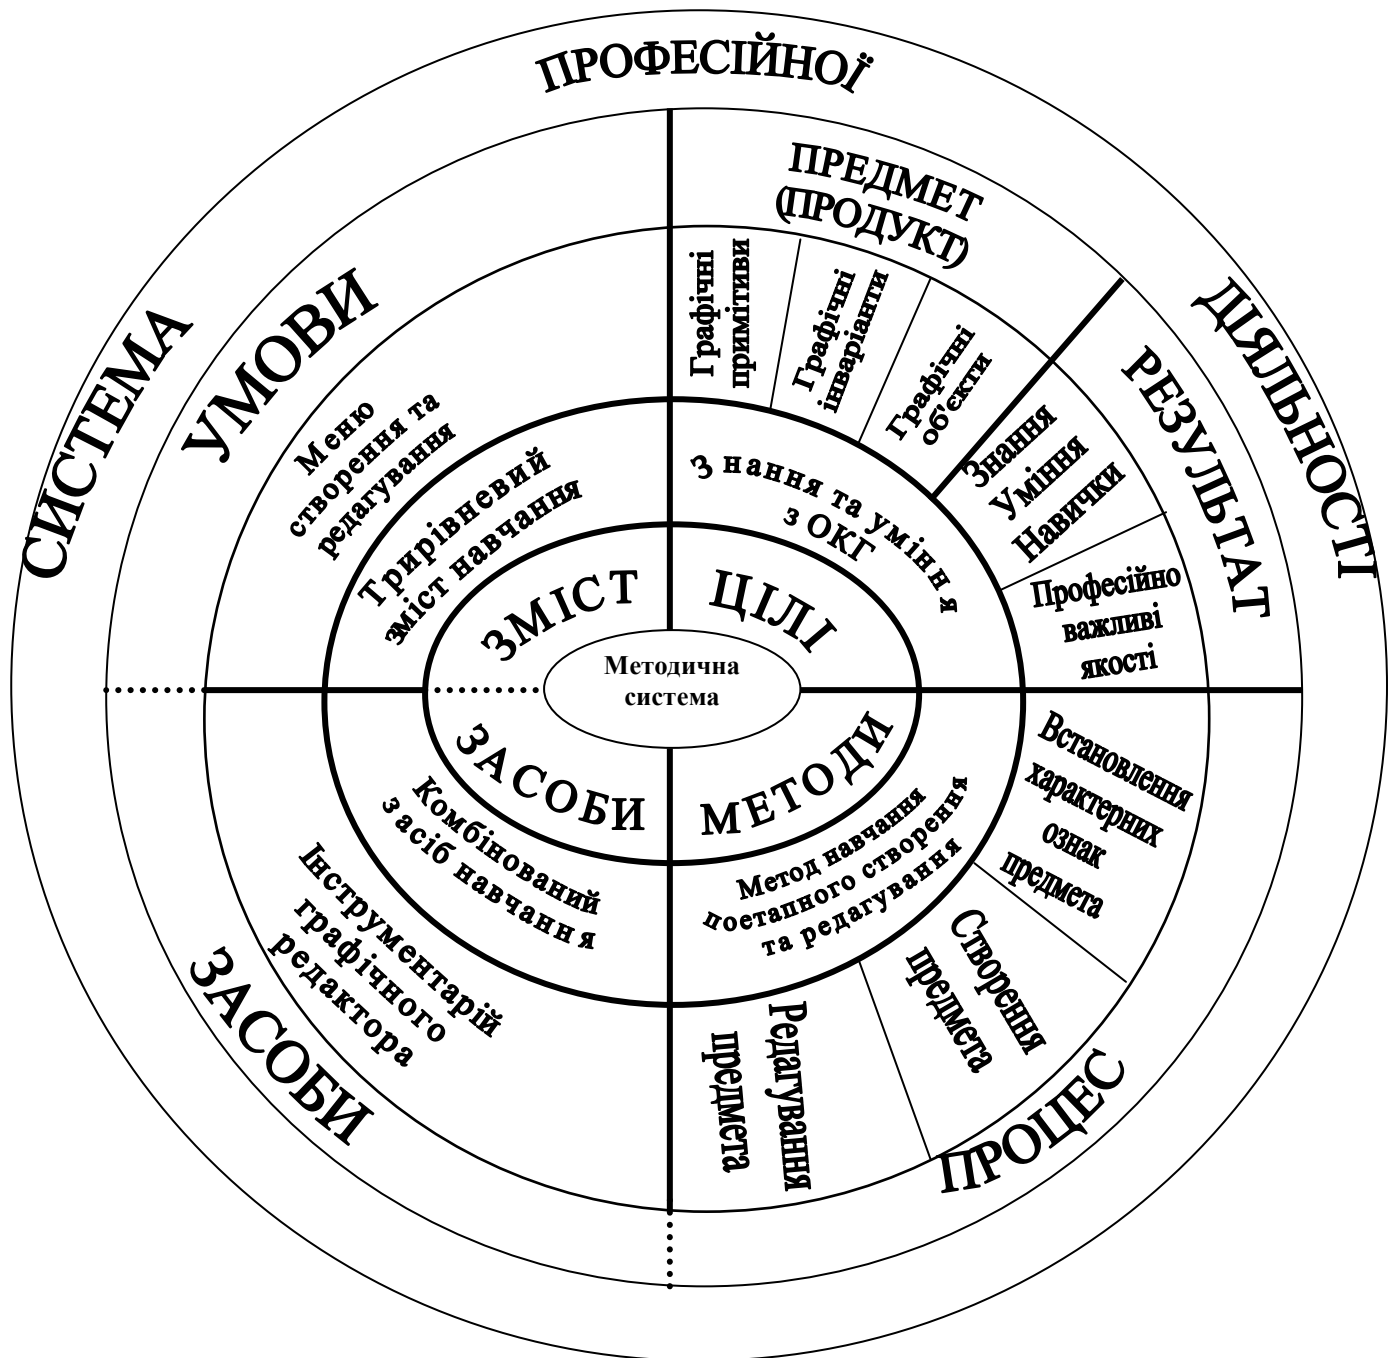 СИСТЕМА
ПРОФЕСІЙНОЇ
ДІЯЛЬНОСТІ
УМОВИ
ПРЕДМЕТ
(ПРОДУКТ)
РЕЗУЛЬТАТ
ПРОЦЕС
ЗАСОБИ
Меню
створення та
редагування
Графічні
примітиви
Графічні
інваріанти
Графічні
об'єкти
Знання
Уміння
Навички
Професійно
важливі
якості
Встановлення
характерних
ознак
предмета
Створення
предмета
Редагування
предмета
Інструментарій
графічного
редактора
Трирівневий
зміст навчання
З нання та уміння
з ОКГ
Метод навчання
поетапного створення
та редагування
Комбінований
засіб навчання
ЗМІСТ
ЦІЛІ
МЕТОДИ
ЗАСОБИ
Методична
система